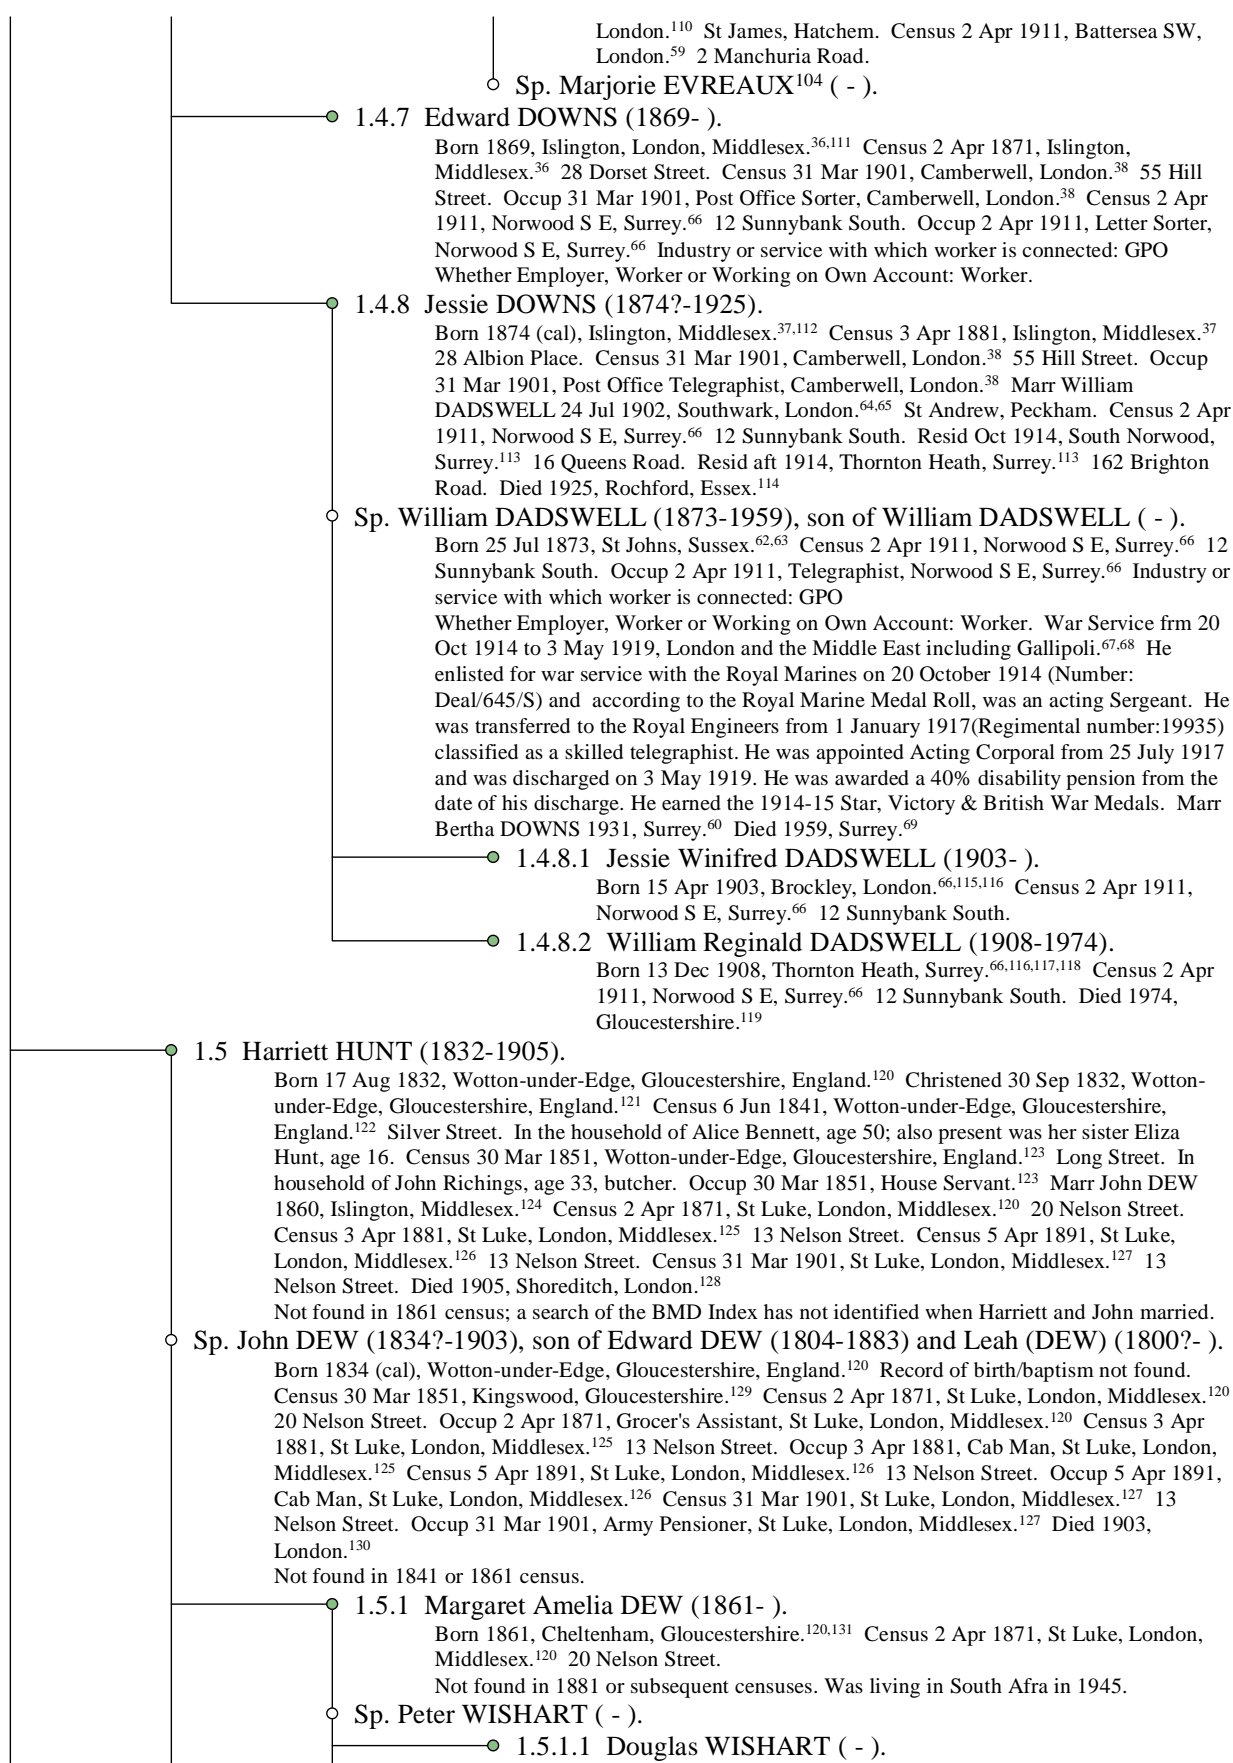 London.110 St James, Hatchem. Census 2 Apr 1911, Battersea SW,
London.59 2 Manchuria Road.
Sp. Marjorie EVREAUX104 ( - ).
1.4.7 Edward DOWNS (1869- ).
Born 1869, Islington, London, Middlesex.36,111 Census 2 Apr 1871, Islington,
Middlesex.36 28 Dorset Street. Census 31 Mar 1901, Camberwell, London.38 55 Hill
Street. Occup 31 Mar 1901, Post Office Sorter, Camberwell, London.38 Census 2 Apr
1911, Norwood S E, Surrey.66 12 Sunnybank South. Occup 2 Apr 1911, Letter Sorter,
Norwood S E, Surrey.66 Industry or service with which worker is connected: GPO
Whether Employer, Worker or Working on Own Account: Worker.
1.4.8 Jessie DOWNS (1874?-1925).
Born 1874 (cal), Islington, Middlesex.37,112 Census 3 Apr 1881, Islington, Middlesex.37
28 Albion Place. Census 31 Mar 1901, Camberwell, London.38 55 Hill Street. Occup
31 Mar 1901, Post Office Telegraphist, Camberwell, London.38 Marr William
DADSWELL 24 Jul 1902, Southwark, London.64,65 St Andrew, Peckham. Census 2 Apr
1911, Norwood S E, Surrey.66 12 Sunnybank South. Resid Oct 1914, South Norwood,
Surrey.113 16 Queens Road. Resid aft 1914, Thornton Heath, Surrey.113 162 Brighton
Road. Died 1925, Rochford, Essex.114
Sp. William DADSWELL (1873-1959), son of William DADSWELL ( - ).
Born 25 Jul 1873, St Johns, Sussex.62,63 Census 2 Apr 1911, Norwood S E, Surrey.66 12
Sunnybank South. Occup 2 Apr 1911, Telegraphist, Norwood S E, Surrey.66 Industry or
service with which worker is connected: GPO
Whether Employer, Worker or Working on Own Account: Worker. War Service frm 20
Oct 1914 to 3 May 1919, London and the Middle East including Gallipoli.67,68 He
enlisted for war service with the Royal Marines on 20 October 1914 (Number:
Deal/645/S) and according to the Royal Marine Medal Roll, was an acting Sergeant. He
was transferred to the Royal Engineers from 1 January 1917(Regimental number:19935)
classified as a skilled telegraphist. He was appointed Acting Corporal from 25 July 1917
and was discharged on 3 May 1919. He was awarded a 40% disability pension from the
date of his discharge. He earned the 1914-15 Star, Victory & British War Medals. Marr
Bertha DOWNS 1931, Surrey.60 Died 1959, Surrey.69
1.4.8.1 Jessie Winifred DADSWELL (1903- ).
Born 15 Apr 1903, Brockley, London.66,115,116 Census 2 Apr 1911,
Norwood S E, Surrey.66 12 Sunnybank South.
1.4.8.2 William Reginald DADSWELL (1908-1974).
Born 13 Dec 1908, Thornton Heath, Surrey.66,116,117,118 Census 2 Apr
1911, Norwood S E, Surrey.66 12 Sunnybank South. Died 1974,
Gloucestershire.119
1.5 Harriett HUNT (1832-1905).
Born 17 Aug 1832, Wotton-under-Edge, Gloucestershire, England.120 Christened 30 Sep 1832, Wotton-
under-Edge, Gloucestershire, England.121 Census 6 Jun 1841, Wotton-under-Edge, Gloucestershire,
England.122 Silver Street. In the household of Alice Bennett, age 50; also present was her sister Eliza
Hunt, age 16. Census 30 Mar 1851, Wotton-under-Edge, Gloucestershire, England.123 Long Street. In
household of John Richings, age 33, butcher. Occup 30 Mar 1851, House Servant.123 Marr John DEW
1860, Islington, Middlesex.124 Census 2 Apr 1871, St Luke, London, Middlesex.120 20 Nelson Street.
Census 3 Apr 1881, St Luke, London, Middlesex.125 13 Nelson Street. Census 5 Apr 1891, St Luke,
London, Middlesex.126 13 Nelson Street. Census 31 Mar 1901, St Luke, London, Middlesex.127 13
Nelson Street. Died 1905, Shoreditch, London.128
Not found in 1861 census; a search of the BMD Index has not identified when Harriett and John married.
Sp. John DEW (1834?-1903), son of Edward DEW (1804-1883) and Leah (DEW) (1800?- ).
Born 1834 (cal), Wotton-under-Edge, Gloucestershire, England.120 Record of birth/baptism not found.
Census 30 Mar 1851, Kingswood, Gloucestershire.129 Census 2 Apr 1871, St Luke, London, Middlesex.120
20 Nelson Street. Occup 2 Apr 1871, Grocer's Assistant, St Luke, London, Middlesex.120 Census 3 Apr
1881, St Luke, London, Middlesex.125 13 Nelson Street. Occup 3 Apr 1881, Cab Man, St Luke, London,
Middlesex.125 Census 5 Apr 1891, St Luke, London, Middlesex.126 13 Nelson Street. Occup 5 Apr 1891,
Cab Man, St Luke, London, Middlesex.126 Census 31 Mar 1901, St Luke, London, Middlesex.127 13
Nelson Street. Occup 31 Mar 1901, Army Pensioner, St Luke, London, Middlesex.127 Died 1903,
London.130
Not found in 1841 or 1861 census.
1.5.1 Margaret Amelia DEW (1861- ).
Born 1861, Cheltenham, Gloucestershire.120,131 Census 2 Apr 1871, St Luke, London,
Middlesex.120 20 Nelson Street.
Not found in 1881 or subsequent censuses. Was living in South Afra in 1945.
Sp. Peter WISHART ( - ).
1.5.1.1 Douglas WISHART ( - ).